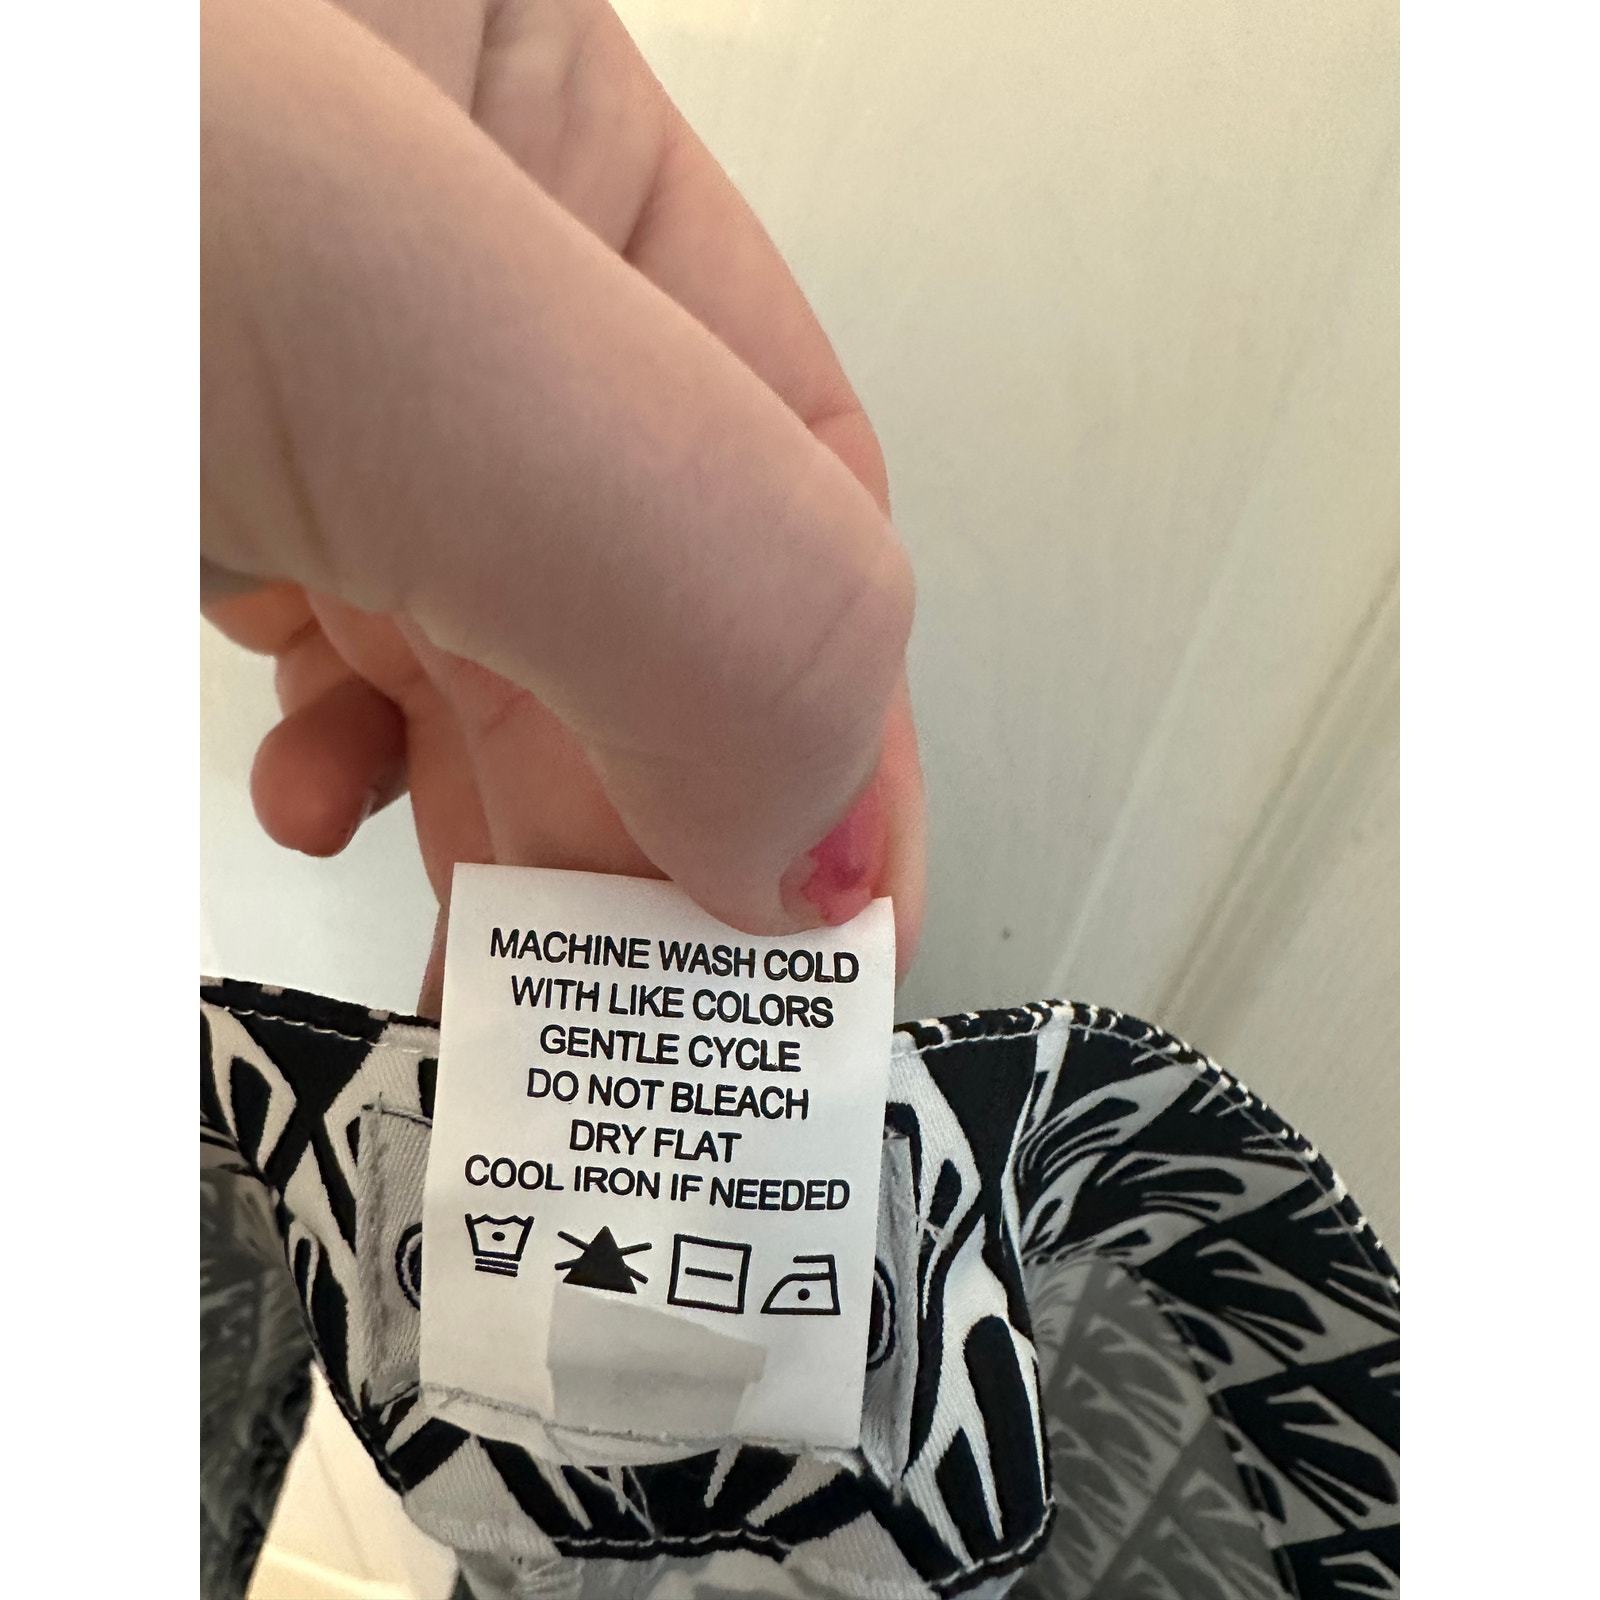 MACHINE WASH COLD
WITH LIKE COLORS
GENTLE CYCLE
DO NOT BLEACH
DRY FLAT
COOL IRON IF NEEDED